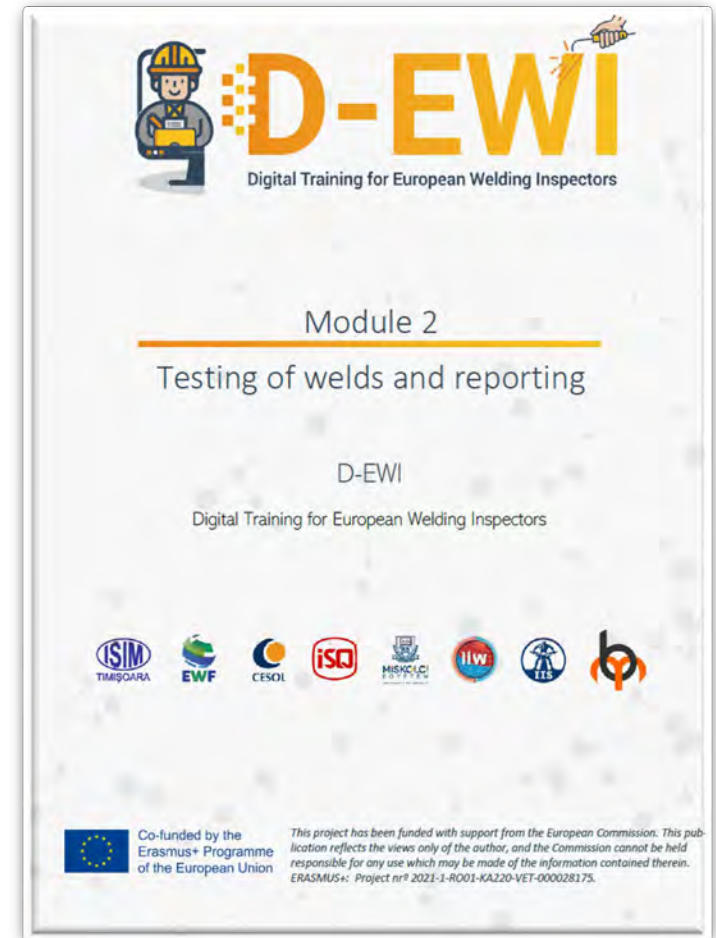 D-EWI
Digital Training for European Welding Inspectors
Module 2
Testing of welds and reporting
D-EWI
Digital Training for European Welding Inspectors
ISIM
TIMIȘOARA
EWF
CESOL
isq
MISKOLCI
EGYETEM
iiw
IIS
Co-funded by the
Erasmus+ Programme
of the European Union
This project has been funded with support from the European Commission. This pub-
lication reflects the views only of the author, and the Commission cannot be held
responsible for any use which may be made of the information contained therein.
ERASMUS+: Project nrº 2021-1-RO01-KA220-VET-000028175.